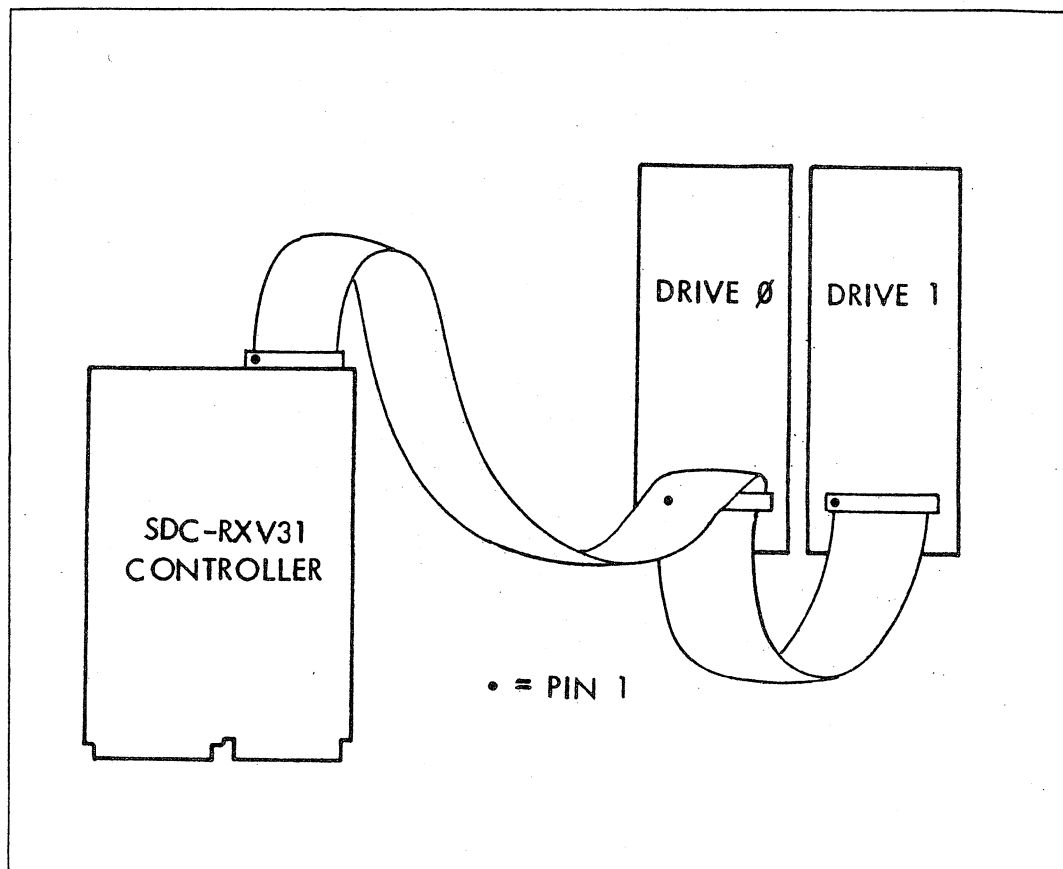 DRIVE Ø
DRIVE 1
SDC-RXV31
CONTROLLER
• = PIN 1